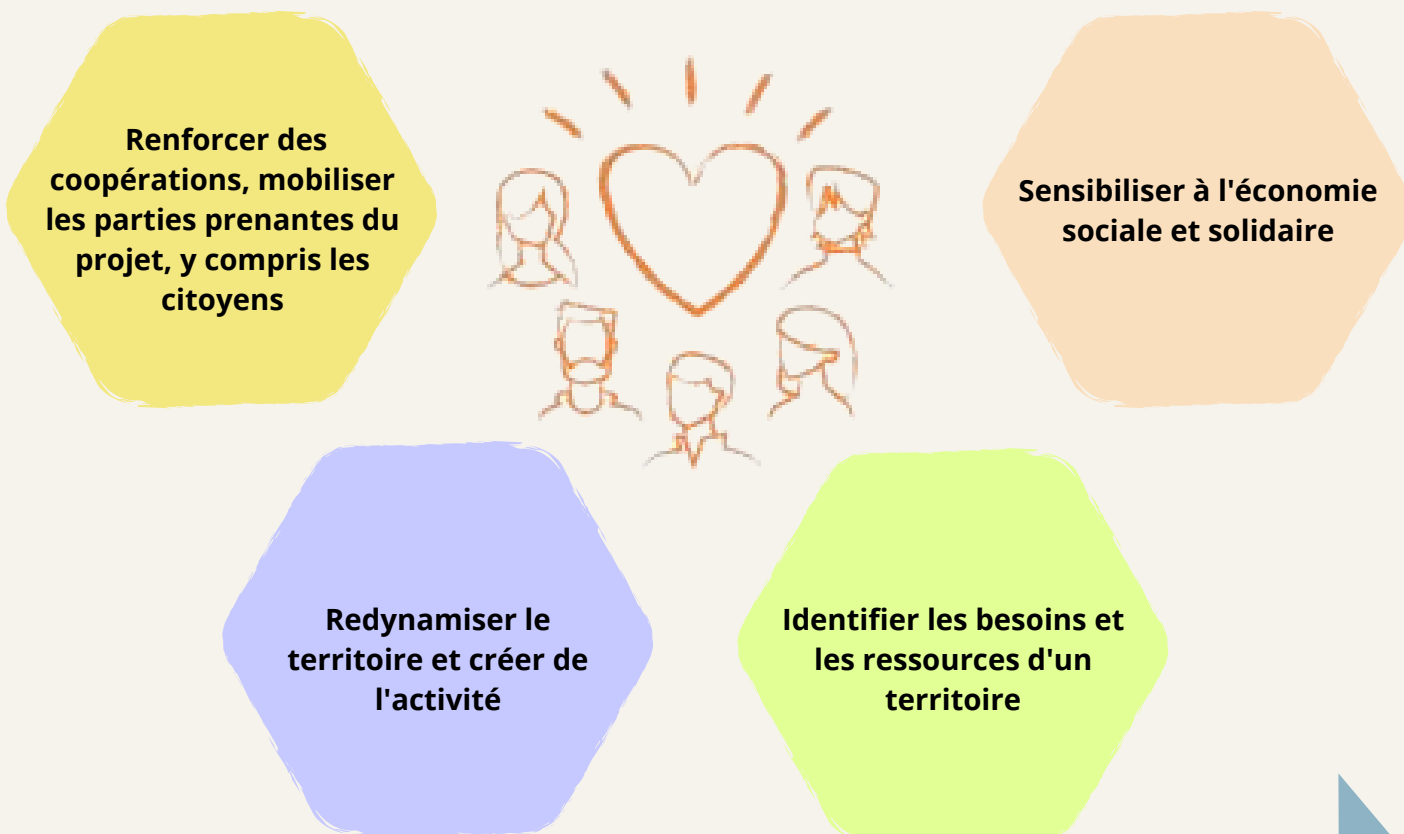 Renforcer des
coopérations, mobiliser
les parties prenantes du
projet, y compris les
citoyens
Sensibiliser à l'économie
sociale et solidaire
Redynamiser le
territoire et créer de
l'activité
Identifier les besoins et
les ressources d'un
territoire